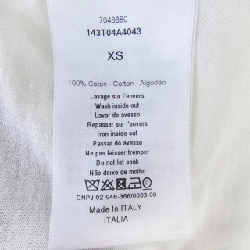 143T04A4043
XS
100% Coton - Cotton - Algodão
Lavage sur l'envers
Wash inside out
Lavar do avesso
Repasser sur l'envers
Iron inside out
Passar do avesso
Ne pas laisser tremper
Do not let soak
Não deixe de molho
Made in ITALY
ITALIA